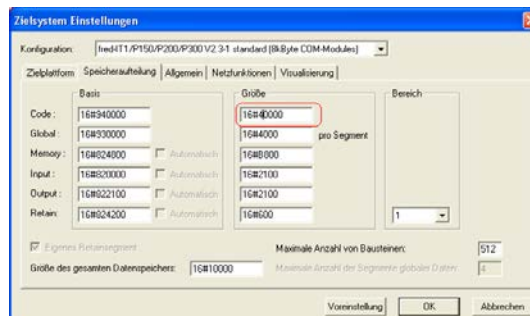 Zielsystem Einstellungen
Konfiguration: fred4T1/P150/P200/P300 V2.3-1 standard (8kByte COM-Modules)
Zielplattform Speicheraufteilung Allgemein Netzfunktionen Visualisierung
Basis Größe Bereich
Code : 16#940000 16#40000
Global : 16#930000 16#4000 pro Segment
Memory : 16#824800 Automatisch 16#8800
Input : 16#820000 Automatisch 16#2100
Output : 16#822100 Automatisch 16#2100
Retain: 16#824200 Automatisch 16#600 1
Eigenes Retainsegment Maximale Anzahl von Bausteinen: 512
Größe des gesamten Datenspeichers: 16#10000 Maximale Anzahl der Segmente globaler Daten: 4
Voreinstellung OK Abbrechen